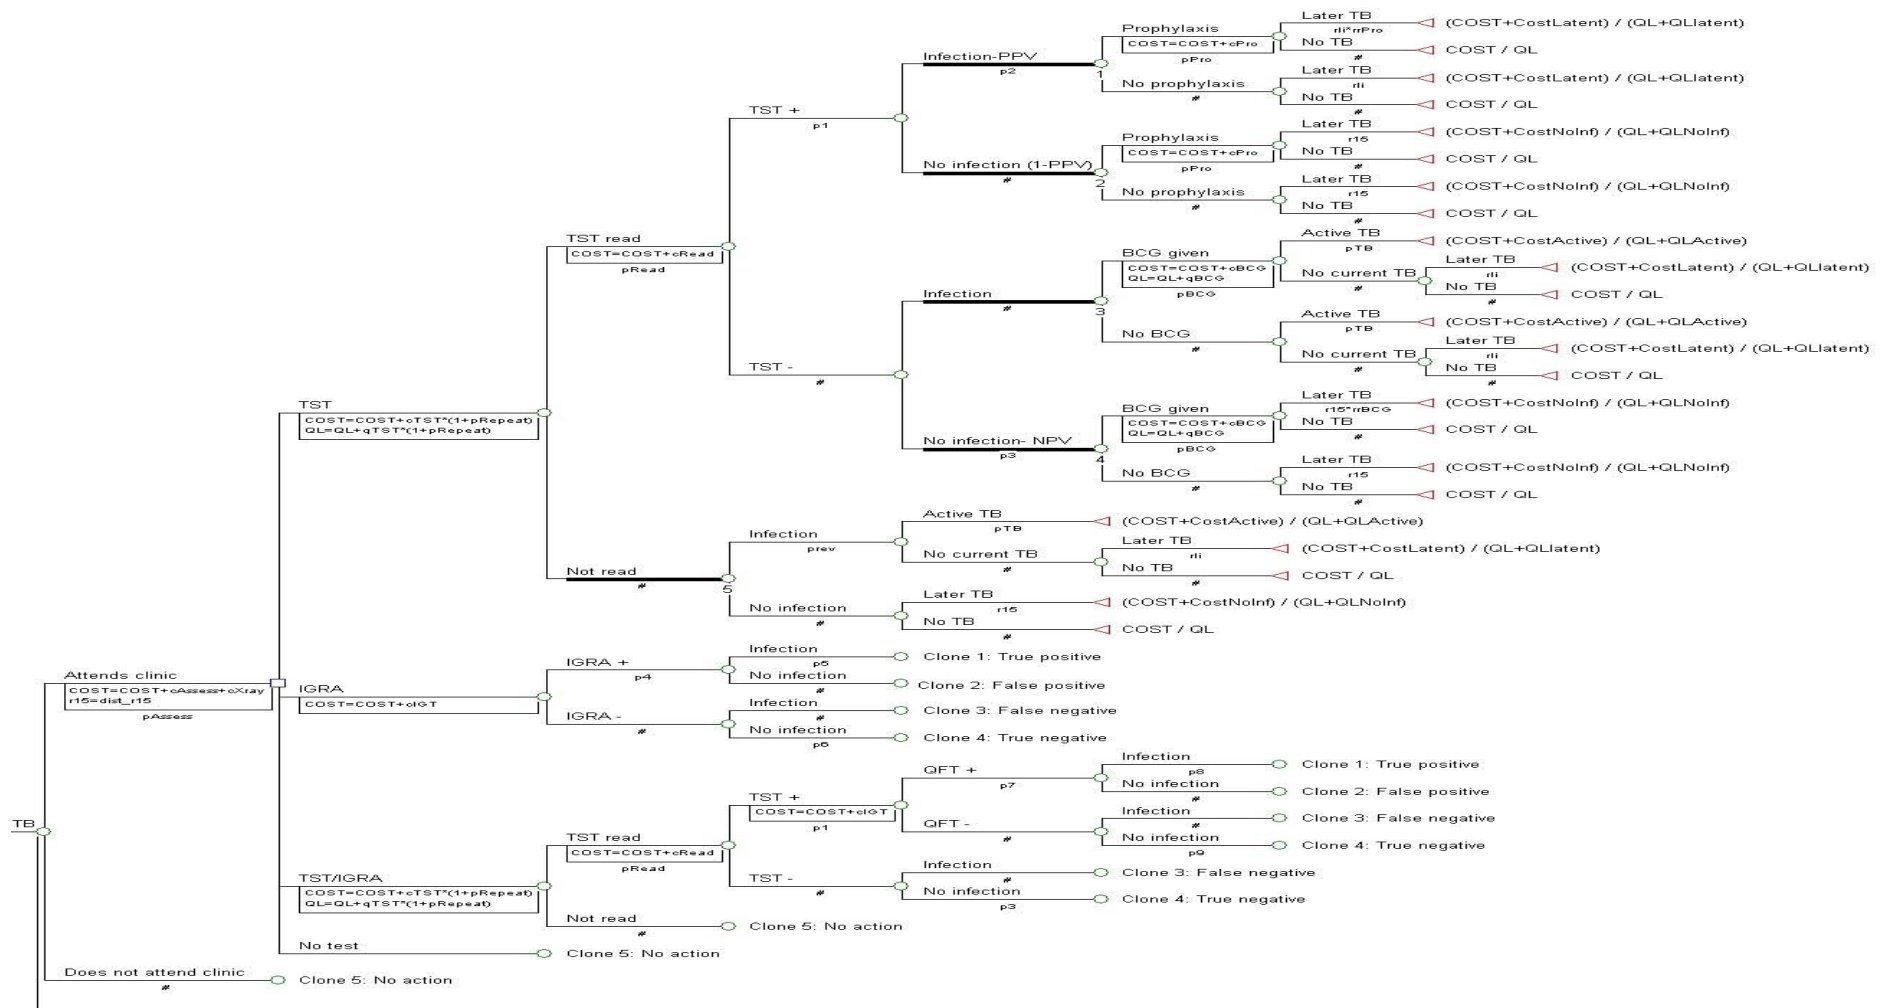 Later TB
rli*rrPro
(COST+CostLatent) / (QL+QLlatent)
Prophylaxis
COST=COST+cPro
pPro
No TB
#
COST / QL
Infection-PPV
p2
1
Later TB
rli
(COST+CostLatent) / (QL+QLlatent)
No prophylaxis
#
No TB
#
COST / QL
TST +
p1
Later TB
r15
(COST+CostNoInf) / (QL+QLNoInf)
Prophylaxis
COST=COST+cPro
pPro
No TB
#
COST / QL
No infection (1-PPV)
#
2
Later TB
r15
(COST+CostNoInf) / (QL+QLNoInf)
No prophylaxis
#
No TB
#
COST / QL
TST read
COST=COST+cRead
pRead
Active TB
pTB
(COST+CostActive) / (QL+QLActive)
BCG given
COST=COST+cBCG
QL=QL+qBCG
pBCG
Later TB
rli
(COST+CostLatent) / (QL+QLlatent)
No current TB
#
No TB
#
COST / QL
Infection
#
3
Active TB
pTB
(COST+CostActive) / (QL+QLActive)
No BCG
#
Later TB
rli
(COST+CostLatent) / (QL+QLlatent)
No current TB
#
No TB
#
COST / QL
TST -
#
Later TB
r15*rrBCG
(COST+CostNoInf) / (QL+QLNoInf)
BCG given
COST=COST+cBCG
QL=QL+qBCG
pBCG
No TB
#
COST / QL
No infection- NPV
p3
4
Later TB
r15
(COST+CostNoInf) / (QL+QLNoInf)
No BCG
#
No TB
#
COST / QL
TST
COST=COST+cTST*(1+pRepeat)
QL=QL+qTST*(1+pRepeat)
Active TB
pTB
(COST+CostActive) / (QL+QLActive)
Infection
prev
Later TB
rli
(COST+CostLatent) / (QL+QLlatent)
No current TB
#
No TB
#
COST / QL
Not read
#
5
Later TB
r15
(COST+CostNoInf) / (QL+QLNoInf)
No infection
#
No TB
#
COST / QL
Attends clinic
COST=COST+cAssess+cXray
r15=dist_r15
pAssess
IGRA
COST=COST+cIGT
IGRA +
p4
Infection
p5
Clone 1: True positive
No infection
#
Clone 2: False positive
IGRA -
#
Infection
#
Clone 3: False negative
No infection
p6
Clone 4: True negative
TB
TST/IGRA
COST=COST+cTST*(1+pRepeat)
QL=QL+qTST*(1+pRepeat)
TST read
COST=COST+cRead
pRead
TST +
COST=COST+cIGT
p1
QFT +
p7
Infection
p8
Clone 1: True positive
No infection
#
Clone 2: False positive
QFT -
#
Infection
#
Clone 3: False negative
No infection
p9
Clone 4: True negative
TST -
#
Infection
#
Clone 3: False negative
No infection
p3
Clone 4: True negative
Not read
#
Clone 5: No action
No test
Clone 5: No action
Does not attend clinic
#
Clone 5: No action